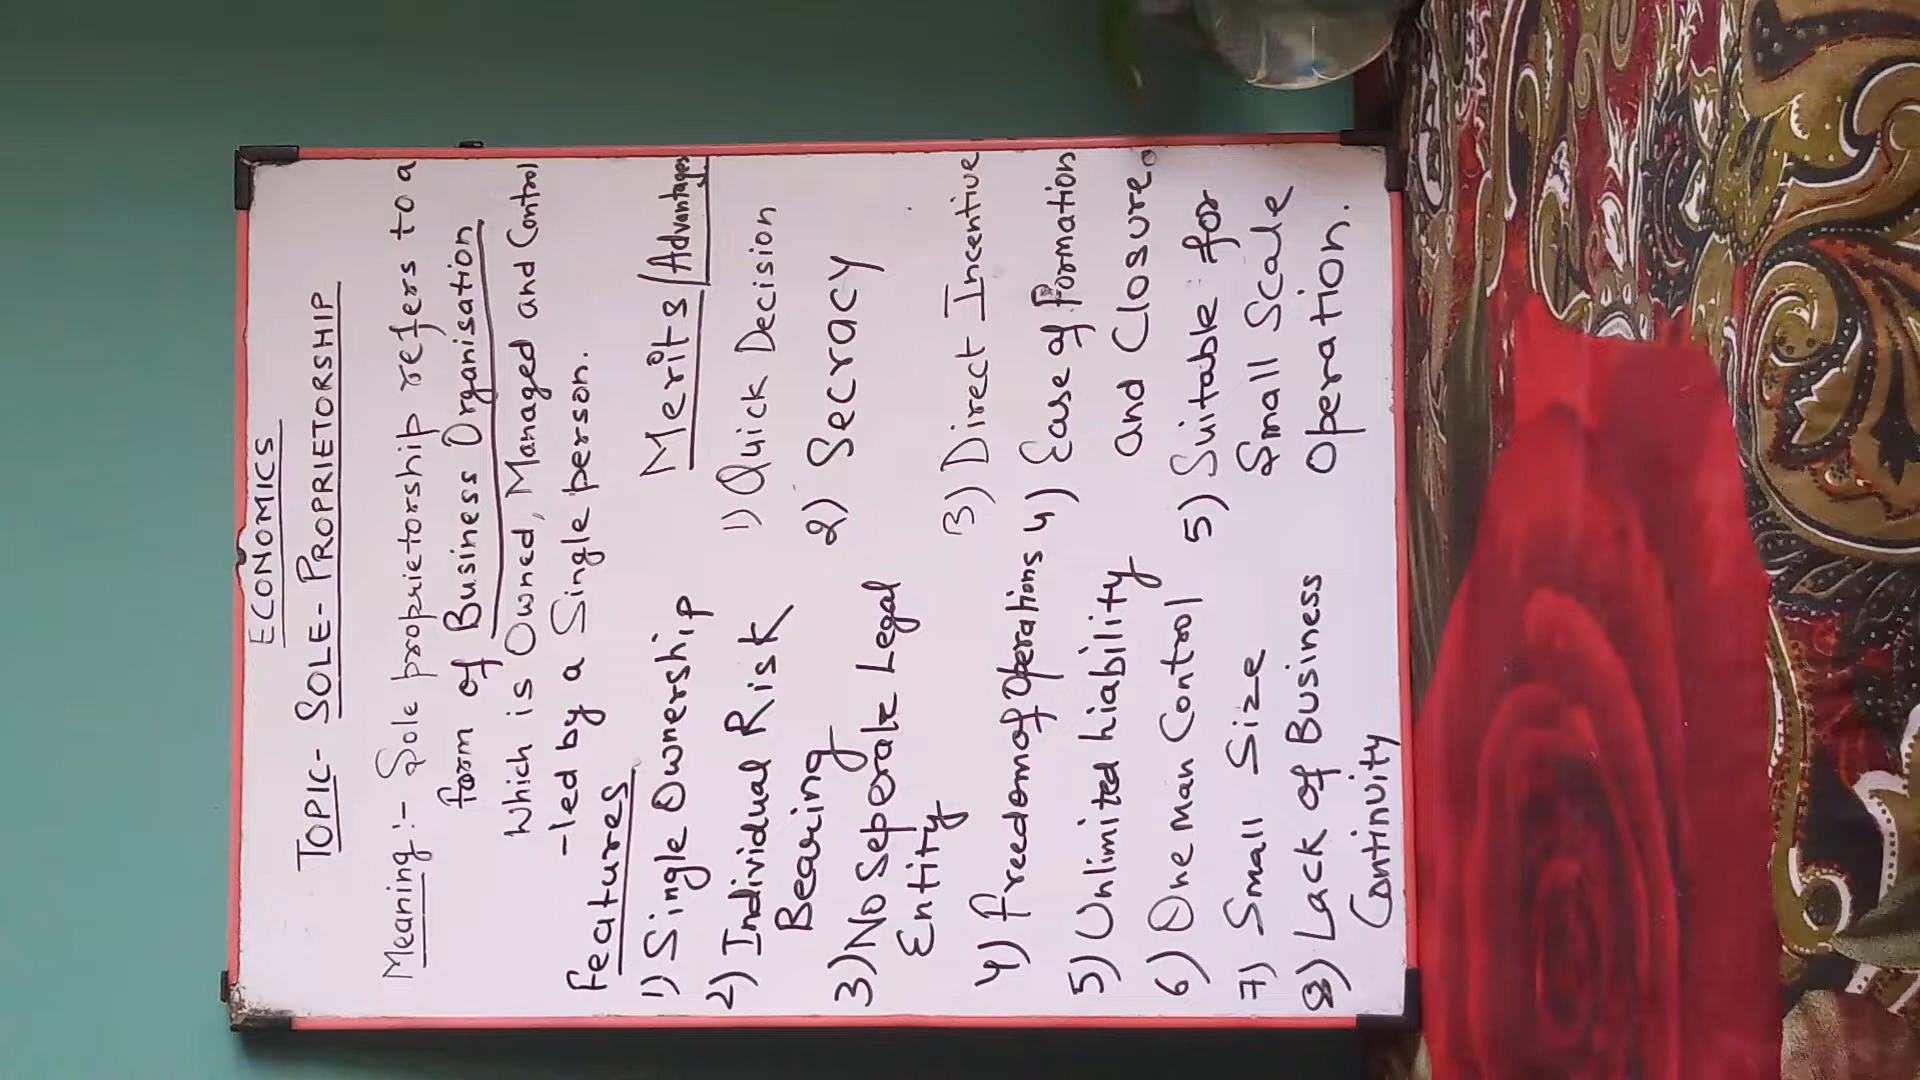 ECONOMICS
TOPIC- SOLE-PROPRIETORSHIP
Meaning:- Sole proprietorship refers to a
form of Business Organisation
Which is Owned, Managed and Control
-led by a Single person.
Features
1) Single Ownership
2) Individual Risk
Bearing
3) No Seperate Legal
Entity
4) freedom of Operations
5) Unlimited Liability
6) One man Control
7) Small Size
8) Lack of Business
Continuity
Merits/Advantages
1) Quick Decision
2) Secracy
3) Direct Incentive
4) Ease of formation
and Closure.
5) Suitable for
Small Scale
Operation.